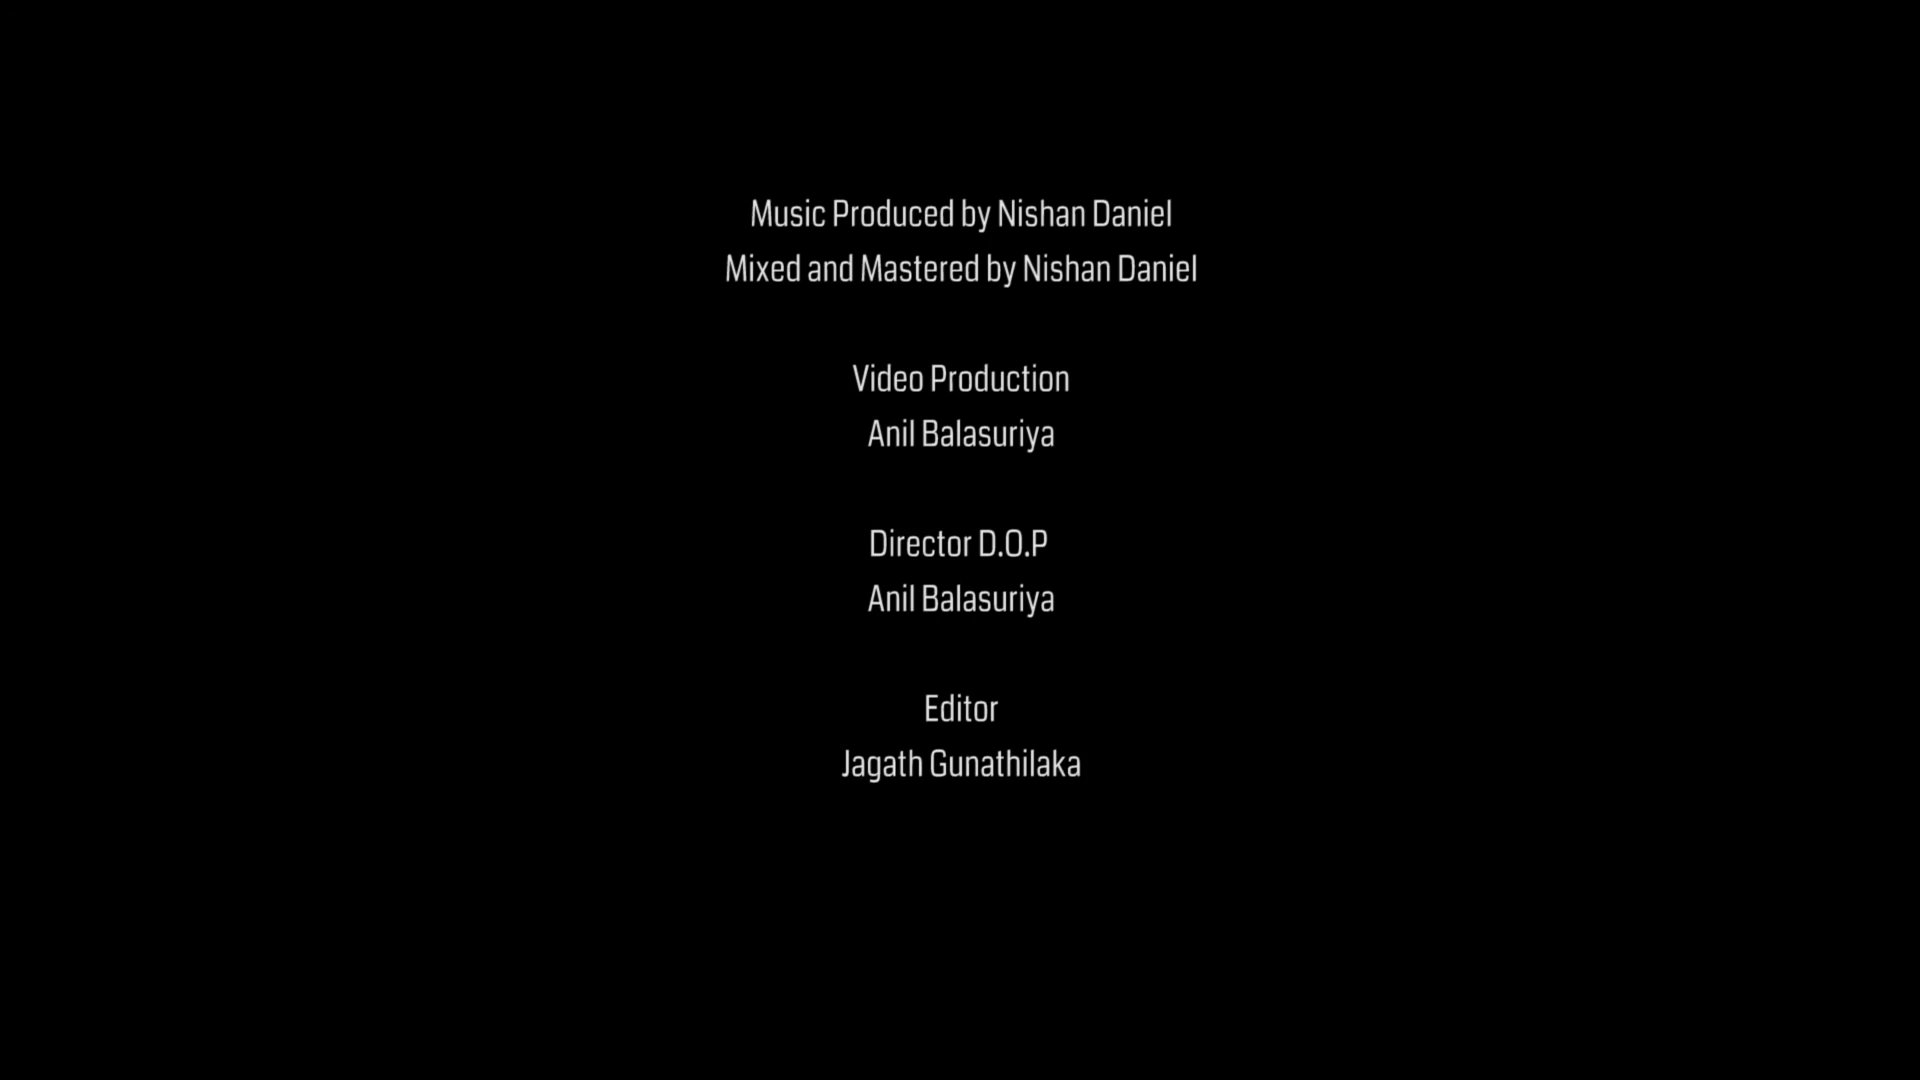 Music Produced by Nishan Daniel
Mixed and Mastered by Nishan Daniel
Video Production
Anil Balasuriya
Director D.O.P
Anil Balasuriya
Editor
Jagath Gunathilaka